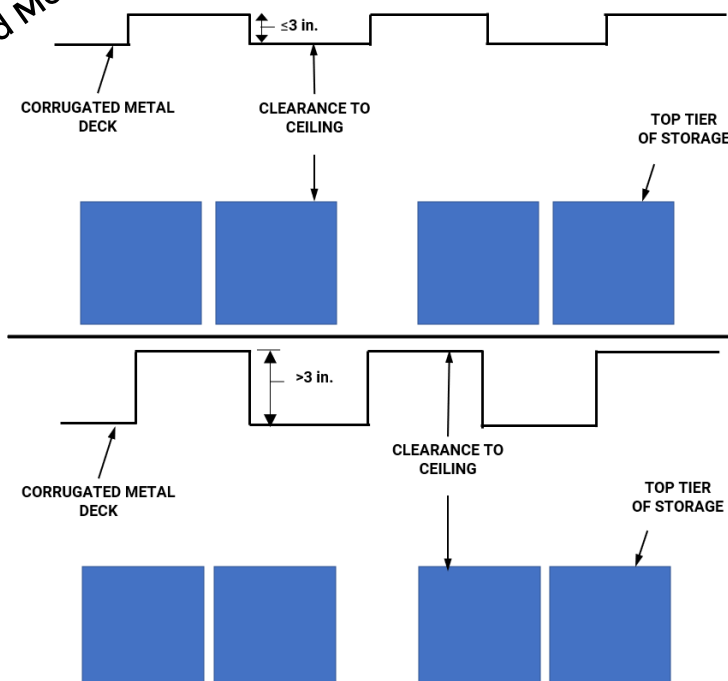 ≤3 in.
CORRUGATED METAL
DECK
CLEARANCE TO
CEILING
TOP TIER
OF STORAGE
>3 in.
CLEARANCE TO
CEILING
CORRUGATED METAL
DECK
TOP TIER
OF STORAGE